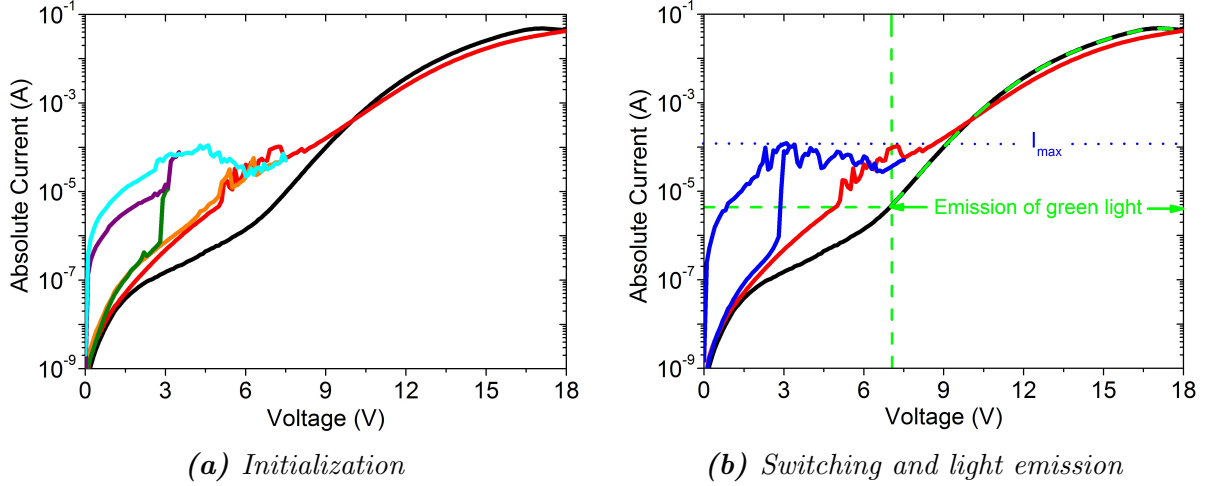 10⁻¹
10⁻³
10⁻⁵
10⁻⁷
10⁻⁹
Absolute Current (A)
0 3 6 9 12 15 18
Voltage (V)
(a) Initialization
10⁻¹
10⁻³
10⁻⁵
10⁻⁷
10⁻⁹
Absolute Current (A)
I_max
Emission of green light
0 3 6 9 12 15 18
Voltage (V)
(b) Switching and light emission